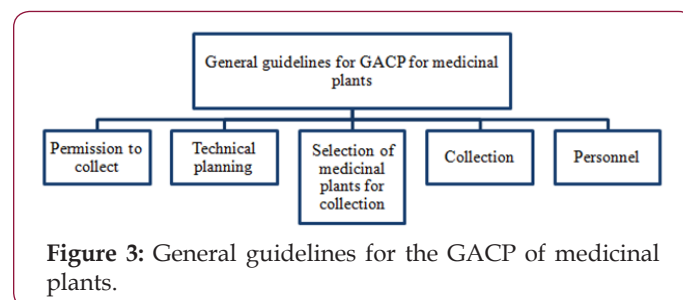 General guidelines for GACP for medicinal
plants
Permission to
collect
Technical
planning
Selection of
medicinal
plants for
collection
Collection
Personnel
Figure 3: General guidelines for the GACP of medicinal
plants.